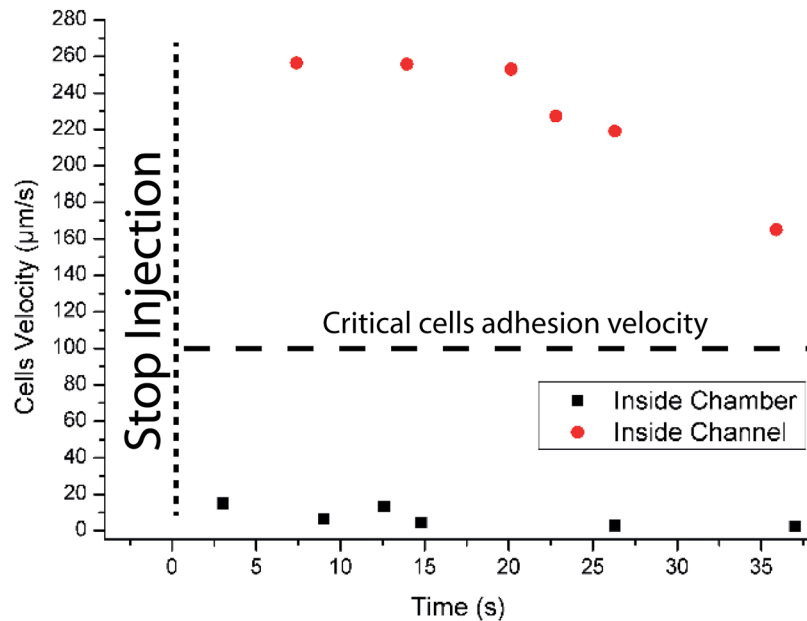 280
260
240
220
200
180
160
140
120
100
80
60
40
20
0
Cells Velocity (µm/s)
Stop Injection
Critical cells adhesion velocity
Inside Chamber
Inside Channel
0 5 10 15 20 25 30 35
Time (s)